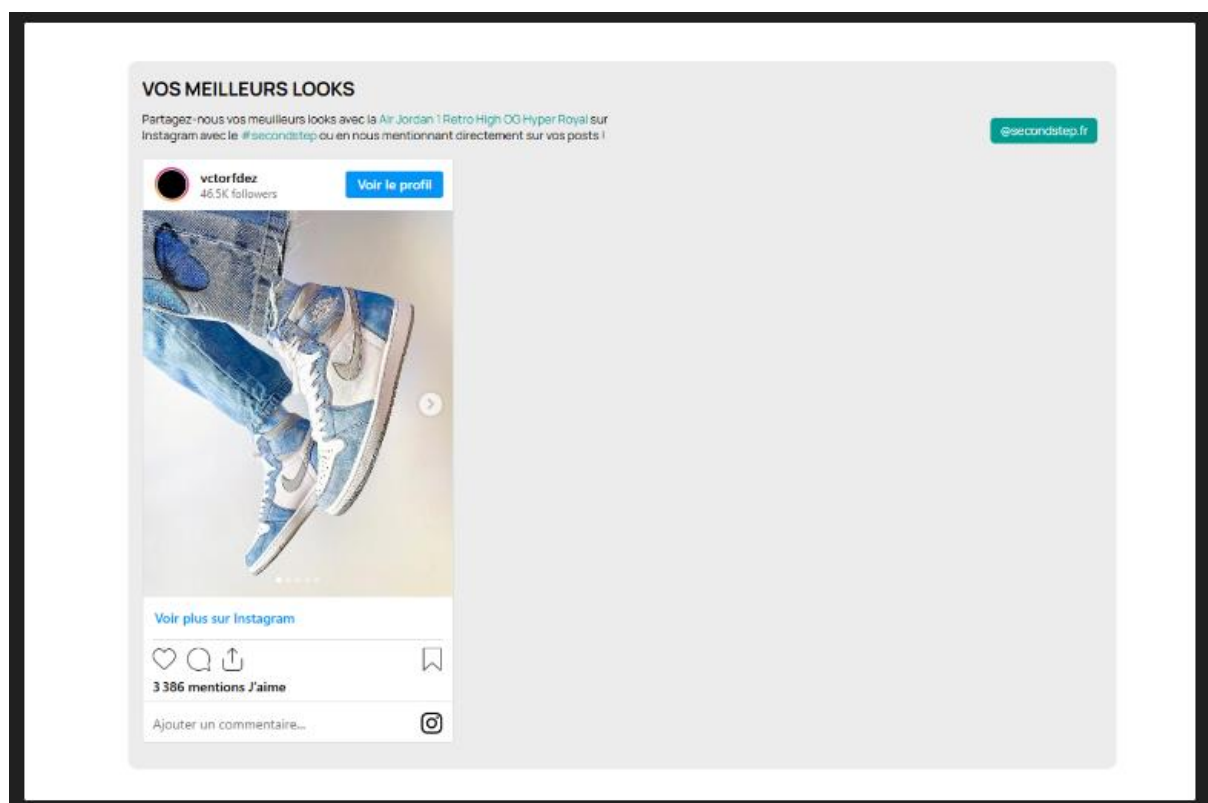 VOS MEILLEURS LOOKS
Partagez-nous vos meuilleurs looks avec la Air Jordan 1 Retro High OG Hyper Royal sur
Instagram avec le #secondstep ou en nous mentionnant directement sur vos posts !
@secondstep.fr
vctorfdez
46.5K followers
Voir le profil
Voir plus sur Instagram
3 386 mentions J'aime
Ajouter un commentaire...